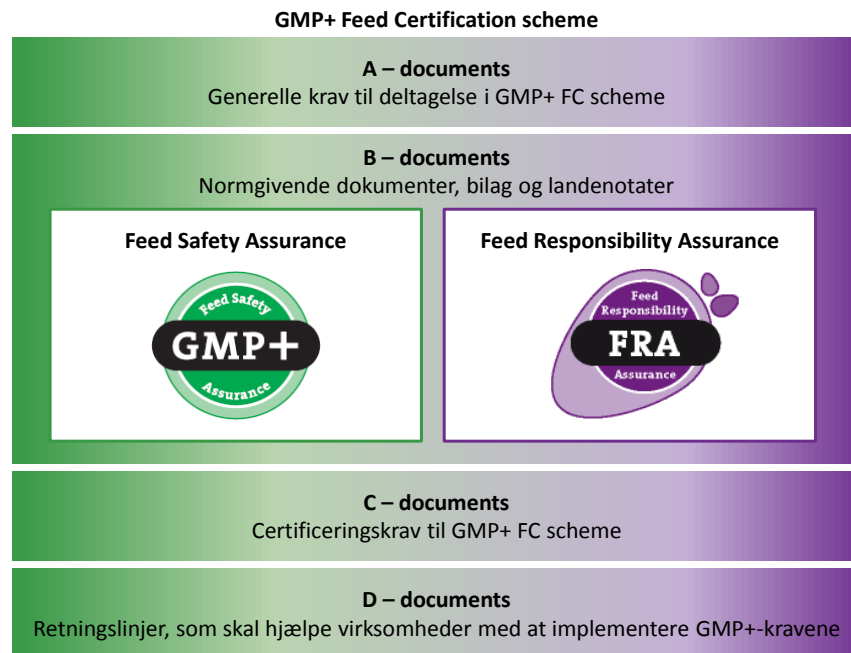 GMP+ Feed Certification scheme
A – documents
Generelle krav til deltagelse i GMP+ FC scheme
B – documents
Normgivende dokumenter, bilag og landenotater
Feed Safety Assurance
Feed Safety
GMP+
Assurance
Feed Responsibility Assurance
Feed
Responsibility
FRA
Assurance
C – documents
Certificeringskrav til GMP+ FC scheme
D – documents
Retningslinjer, som skal hjælpe virksomheder med at implementere GMP+-kravene